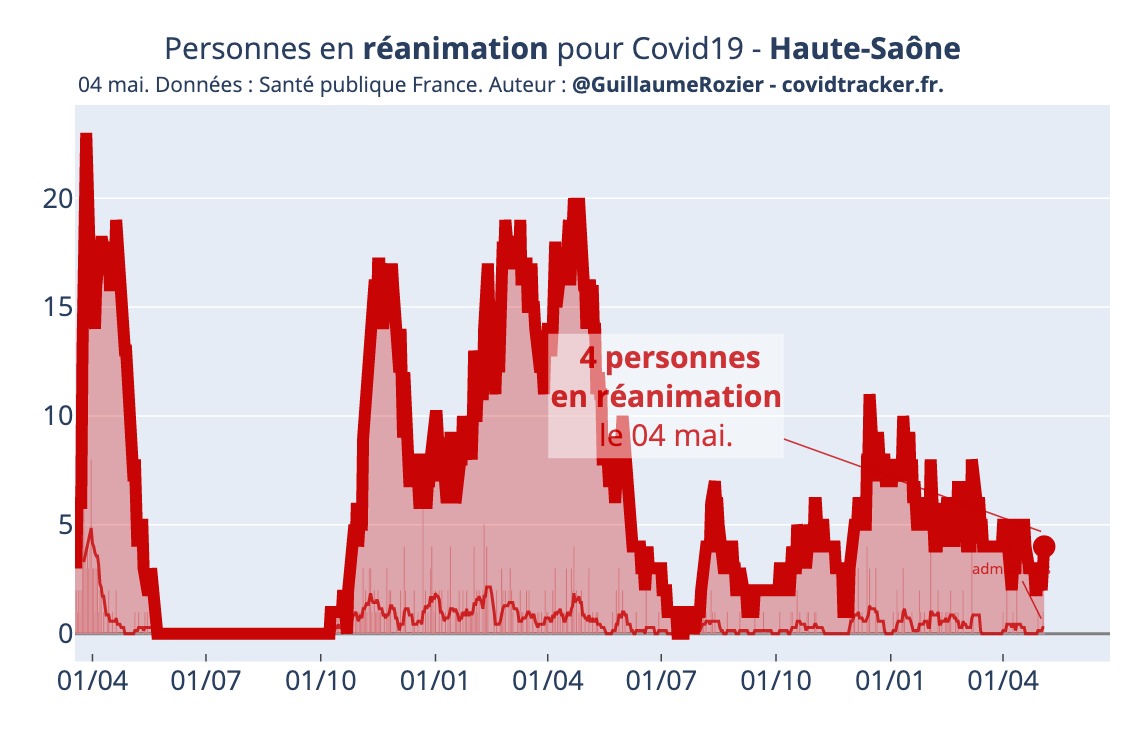 Personnes en réanimation pour Covid19 - Haute-Saône
04 mai. Données : Santé publique France. Auteur : @GuillaumeRozier - covidtracker.fr.
20
15
10
5
0
4 personnes
en réanimation
le 04 mai.
adm
01/04 01/07 01/10 01/01 01/04 01/07 01/10 01/01 01/04